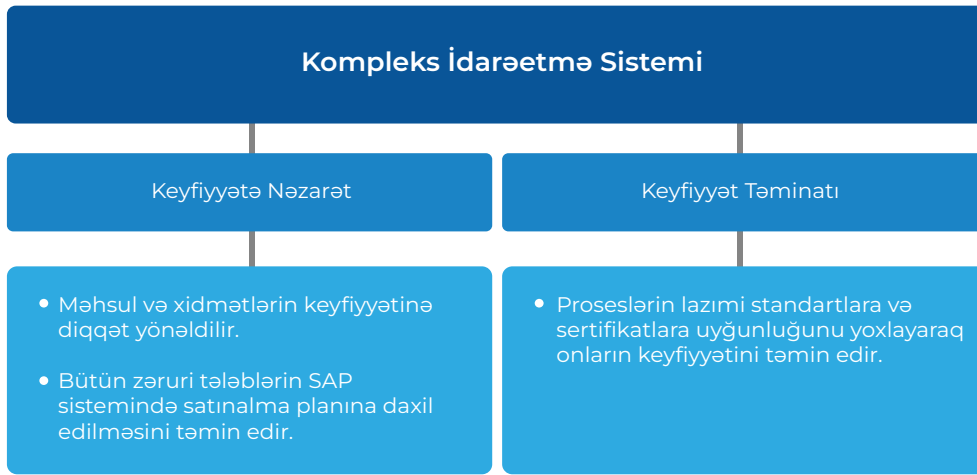 Kompleks İdarəetmə Sistemi
Keyfiyyətə Nəzarət
Keyfiyyət Təminatı
Məhsul və xidmətlərin keyfiyyətinə
diqqət yönəldilir.
Bütün zəruri tələblərin SAP
sistemində satınalma planına daxil
edilməsini təmin edir.
Proseslərin lazımi standartlara və
sertifikatlara uyğunluğunu yoxlayaraq
onların keyfiyyətini təmin edir.